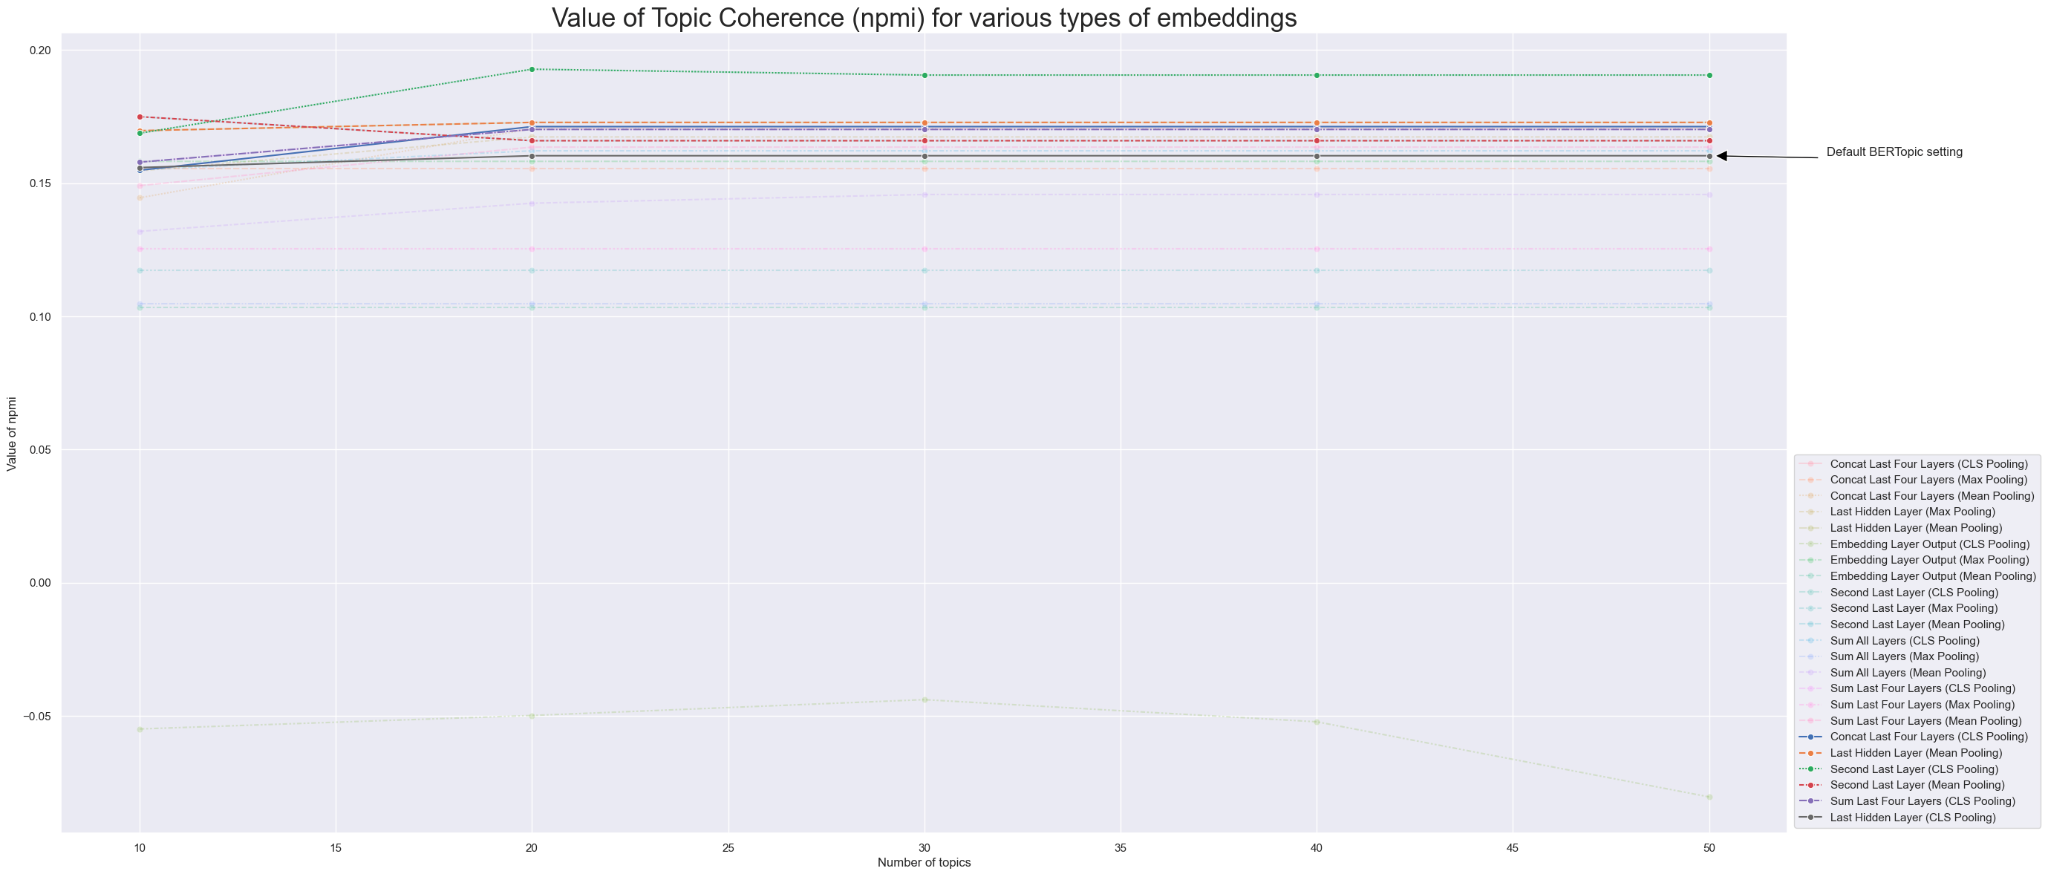 Value of Topic Coherence (npmi) for various types of embeddings
0.20
0.15
0.10
0.05
0.00
−0.05
Value of npmi
10
15
20
25
30
35
40
45
50
Number of topics
Default BERTopic setting
Concat Last Four Layers (CLS Pooling)
Concat Last Four Layers (Max Pooling)
Concat Last Four Layers (Mean Pooling)
Last Hidden Layer (Max Pooling)
Last Hidden Layer (Mean Pooling)
Embedding Layer Output (CLS Pooling)
Embedding Layer Output (Max Pooling)
Embedding Layer Output (Mean Pooling)
Second Last Layer (CLS Pooling)
Second Last Layer (Max Pooling)
Second Last Layer (Mean Pooling)
Sum All Layers (CLS Pooling)
Sum All Layers (Max Pooling)
Sum All Layers (Mean Pooling)
Sum Last Four Layers (CLS Pooling)
Sum Last Four Layers (Max Pooling)
Sum Last Four Layers (Mean Pooling)
Concat Last Four Layers (CLS Pooling)
Last Hidden Layer (Mean Pooling)
Second Last Layer (CLS Pooling)
Second Last Layer (Mean Pooling)
Sum Last Four Layers (CLS Pooling)
Last Hidden Layer (CLS Pooling)